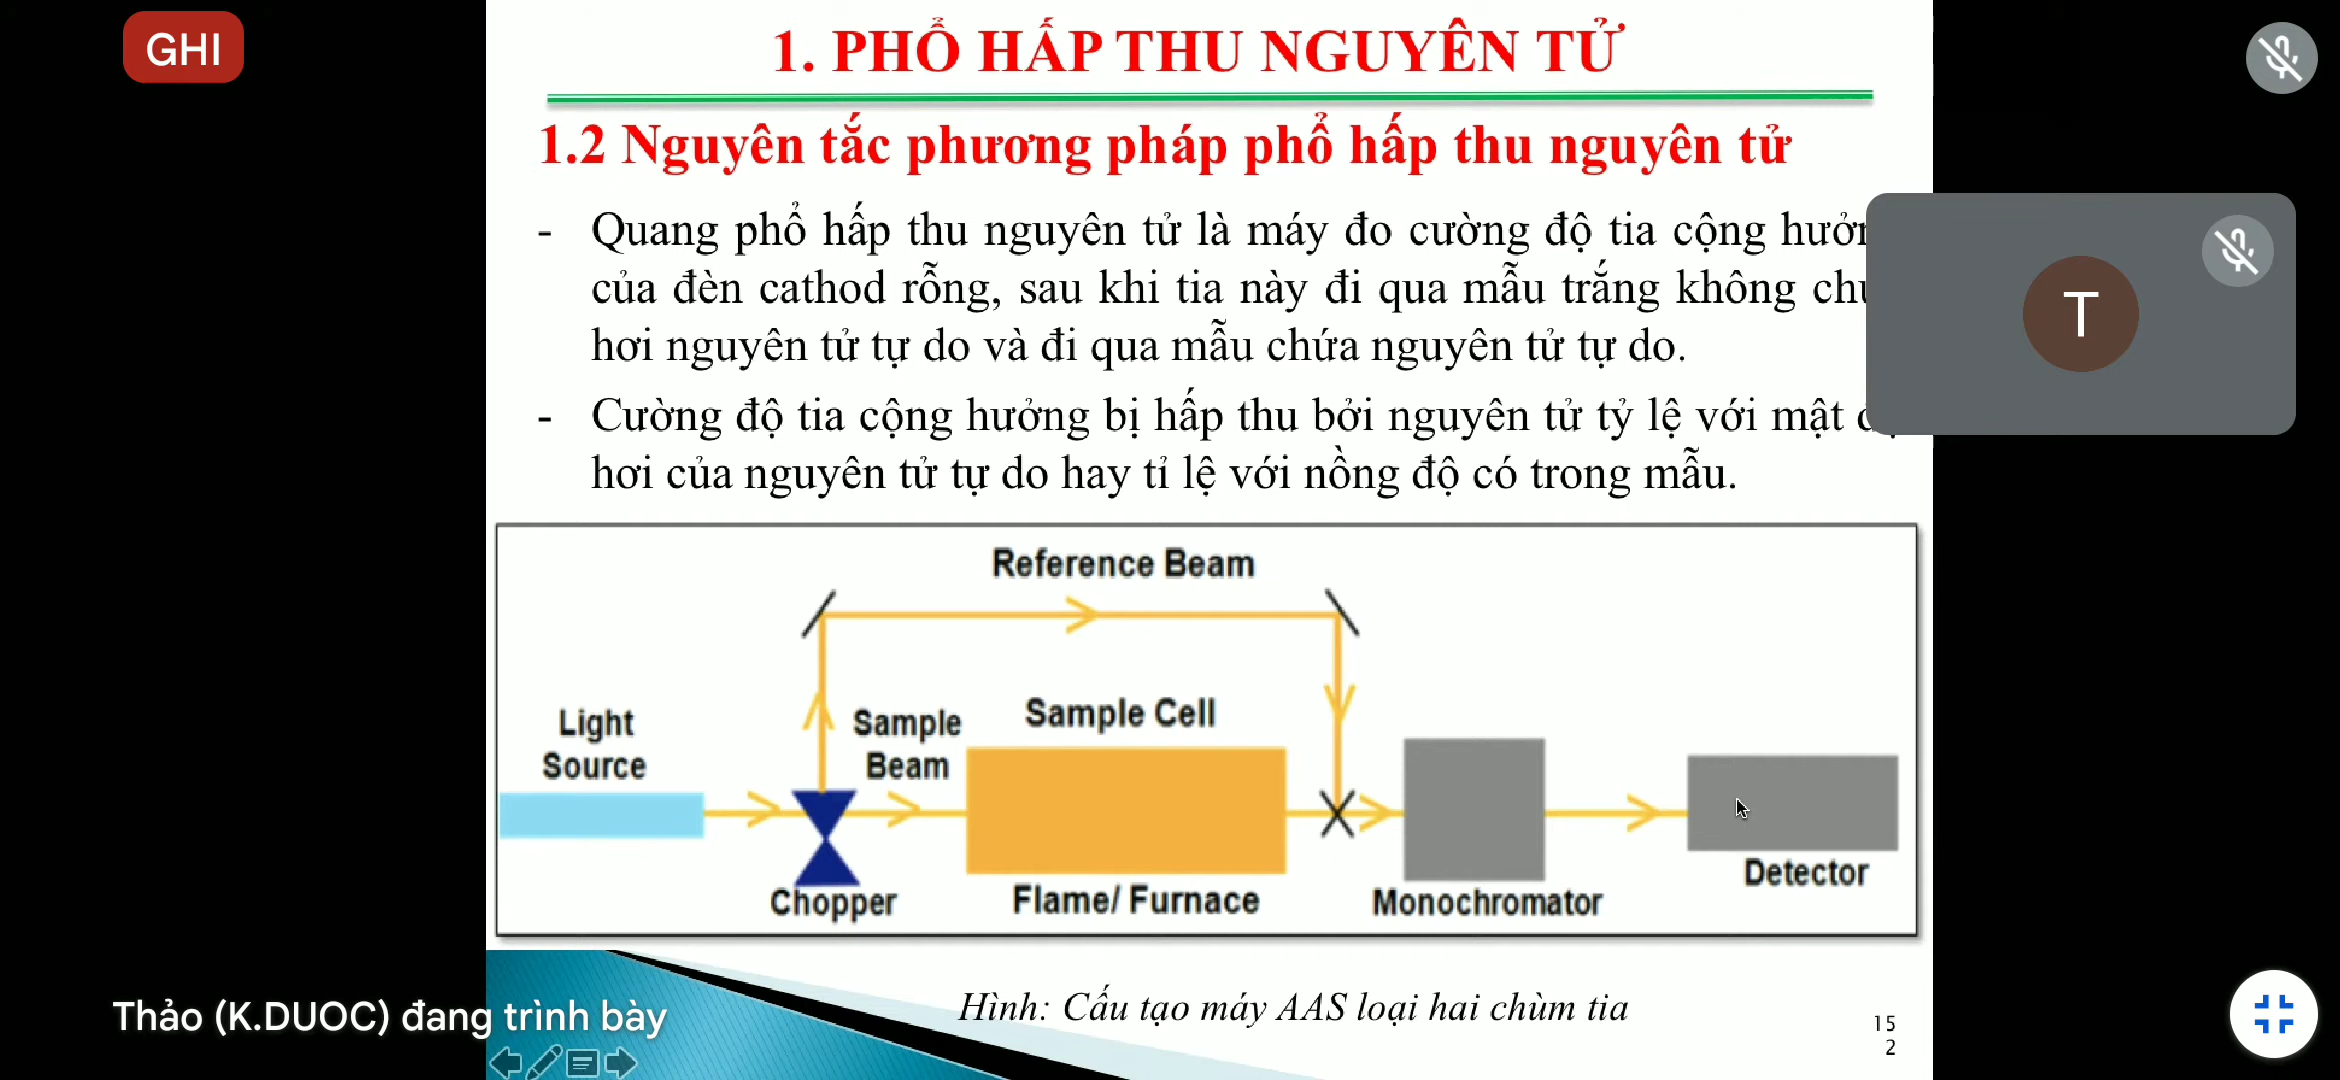 GHI
1. PHỔ HẤP THU NGUYÊN TỬ
1.2 Nguyên tắc phương pháp phổ hấp thu nguyên tử
- Quang phổ hấp thu nguyên tử là máy đo cường độ tia cộng
của đèn cathod rỗng, sau khi tia này đi qua mẫu trắng không
hơi nguyên tử tự do và đi qua mẫu chứa nguyên tử tự do.
T
- Cường độ tia cộng hưởng bị hấp thu bởi nguyên tử tỷ lệ với mật
hơi của nguyên tử tự do hay tỉ lệ với nồng độ có trong mẫu.
Reference Beam
Light
Source
Sample
Beam
Sample Cell
Chopper
Flame/ Furnace
Monochromator
Detector
Hình: Cấu tạo máy AAS loại hai chùm tia
Thảo (K.DUOC) đang trình bày
15
2